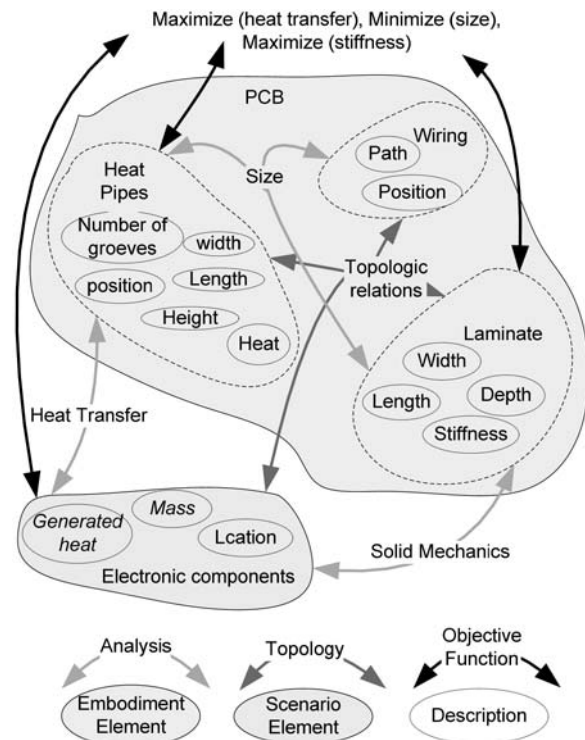 Maximize (heat transfer), Minimize (size),
Maximize (stiffness)
PCB
Wiring
Path
Position
Heat
Pipes
Size
Number of
groeves
width
position
Length
Height
Heat
Topologic
relations
Laminate
Width
Length
Depth
Stiffness
Heat Transfer
Generated
heat
Mass
Lcation
Electronic components
Solid Mechanics
Analysis
Topology
Objective
Function
Embodiment
Element
Scenario
Element
Description